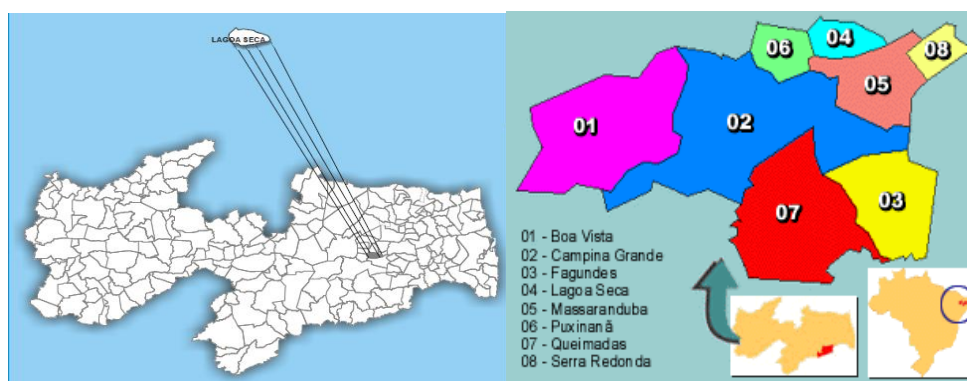 LAGOA SECA
06
04
08
05
01
02
07
03
01 - Boa Vista
02 - Campina Grande
03 - Fagundes
04 - Lagoa Seca
05 - Massaranduba
06 - Puxinanã
07 - Queimadas
08 - Serra Redonda